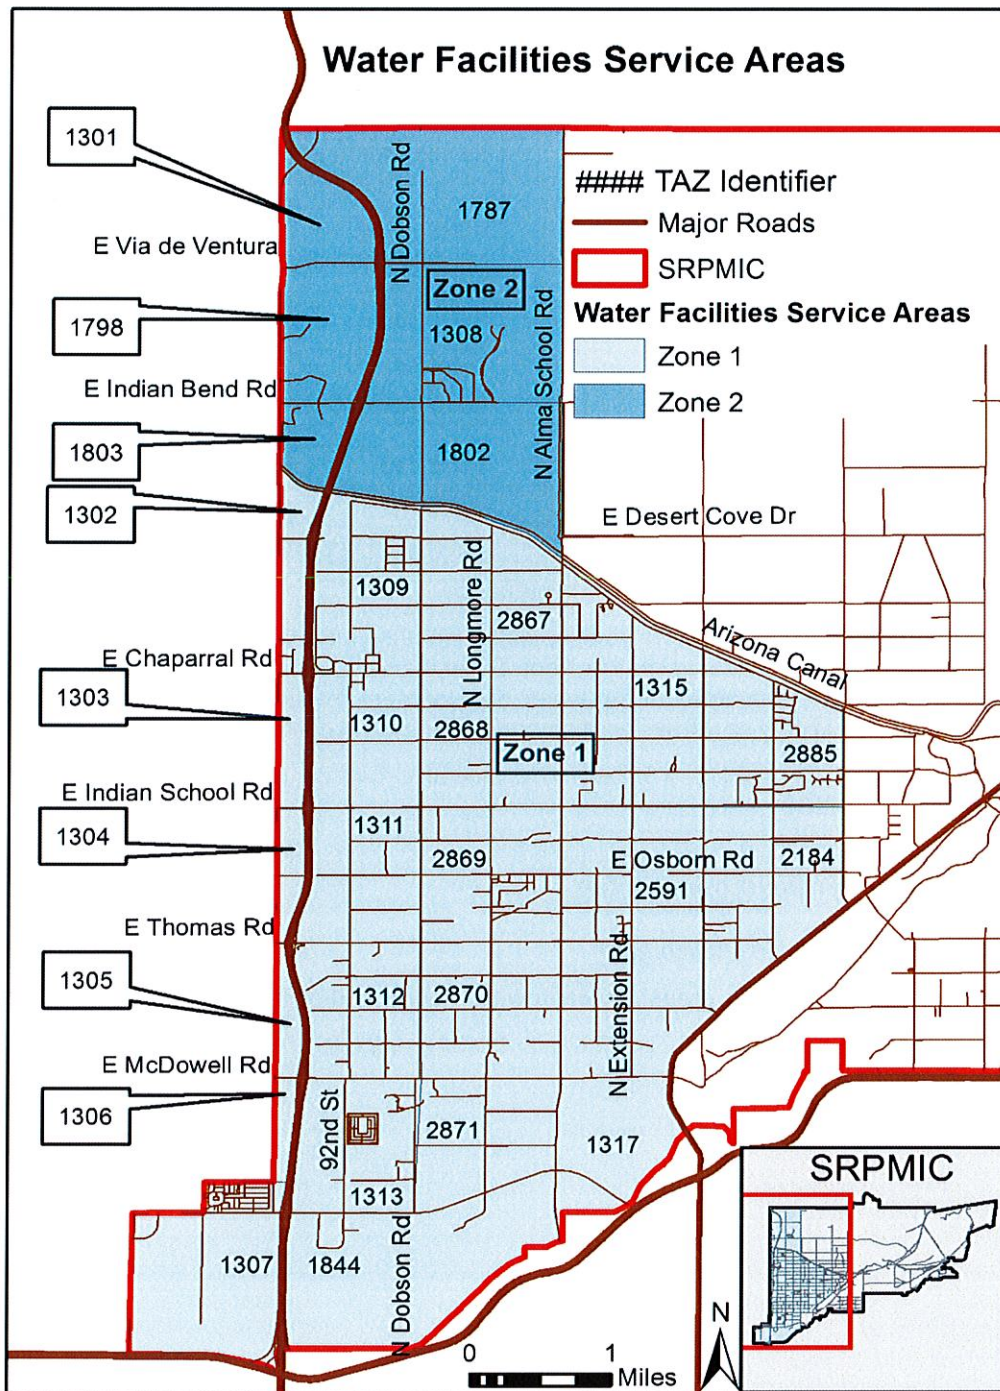 Water Facilities Service Areas
1301
N Dobson Rd
#### TAZ Identifier
1787
Major Roads
E Via de Ventura
SRPMIC
Zone 2
Water Facilities Service Areas
1798
1308
N Alma School Rd
Zone 1
E Indian Bend Rd
Zone 2
1803
1802
1302
E Desert Cove Dr
1309
N Longmore Rd
2867
Arizona Canal
E Chaparral Rd
1315
1303
1310
2868
Zone 1
2885
E Indian School Rd
1304
1311
2869
E Osborn Rd
2184
2591
E Thomas Rd
1305
1312
2870
N Extension Rd
E McDowell Rd
1306
92nd St
2871
1317
SRPMIC
1313
1307
1844
N Dobson Rd
N
0 1
Miles